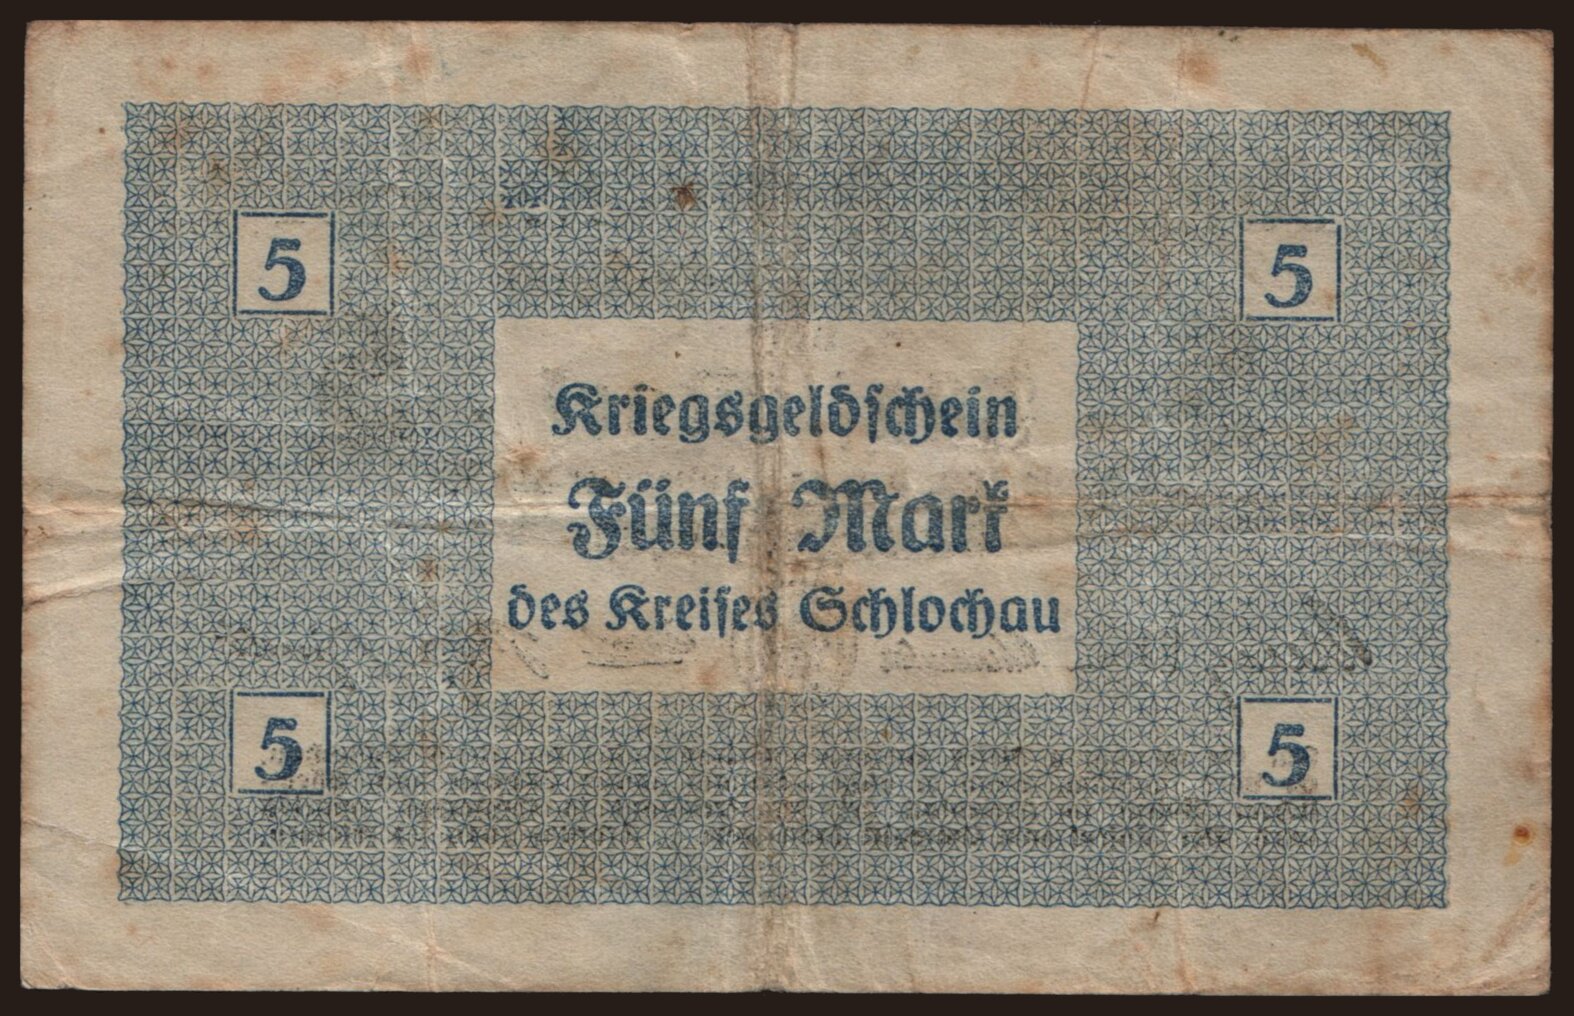 5 5
Kriegsgeldschein
Fünf Mark
des Kreises Schlochau
5 5